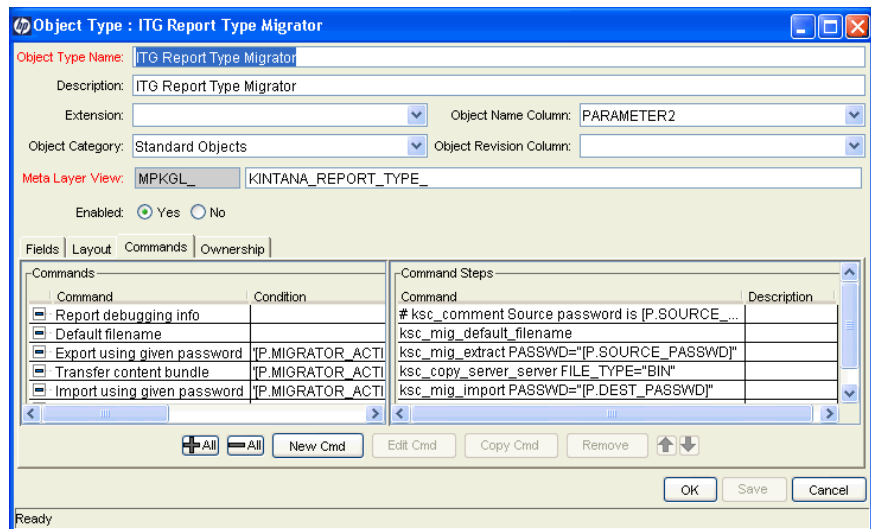 hp Object Type : ITG Report Type Migrator
Object Type Name: ITG Report Type Migrator
Description: ITG Report Type Migrator
Extension: Object Name Column: PARAMETER2
Object Category: Standard Objects Object Revision Column:
Meta Layer View: MPKGL_ KINTANA_REPORT_TYPE_
Enabled: Yes No
Fields Layout Commands Ownership
Commands Command Steps
Command Condition Command Description
Report debugging info # ksc_comment Source password is [P.SOURCE_...
Default filename ksc_mig_default_filename
Export using given password '[P.MIGRATOR_ACTI ksc_mig_extract PASSWD="[P.SOURCE_PASSWD]"
Transfer content bundle '[P.MIGRATOR_ACTI ksc_copy_server_server FILE_TYPE="BIN"
Import using given password '[P.MIGRATOR_ACTI ksc_mig_import PASSWD="[P.DEST_PASSWD]"
All All New Cmd Edit Cmd Copy Cmd Remove
OK Save Cancel
Ready